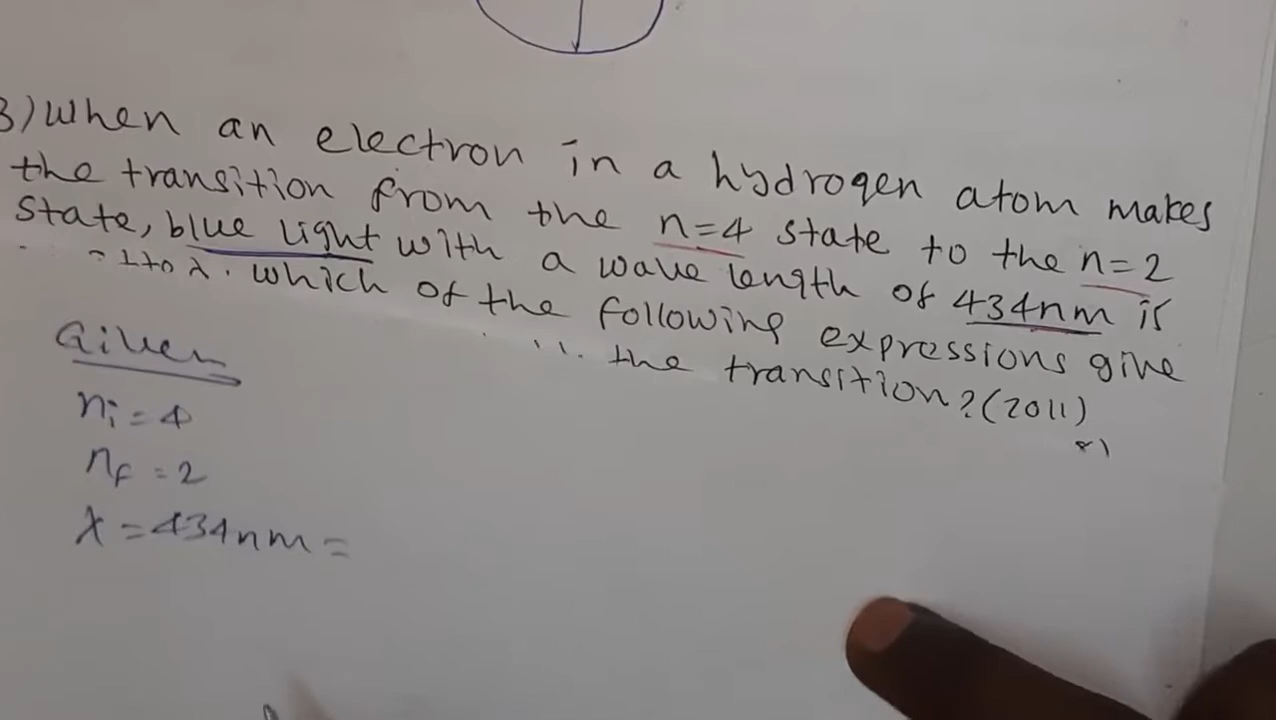 3) When an electron in a hydrogen atom makes
the transition from the n=4 state to the n=2
state, blue light with a wave length of 434nm is
which of the following expressions give
the transition? (2011)
Given
ni = 4
nf = 2
λ = 434nm =